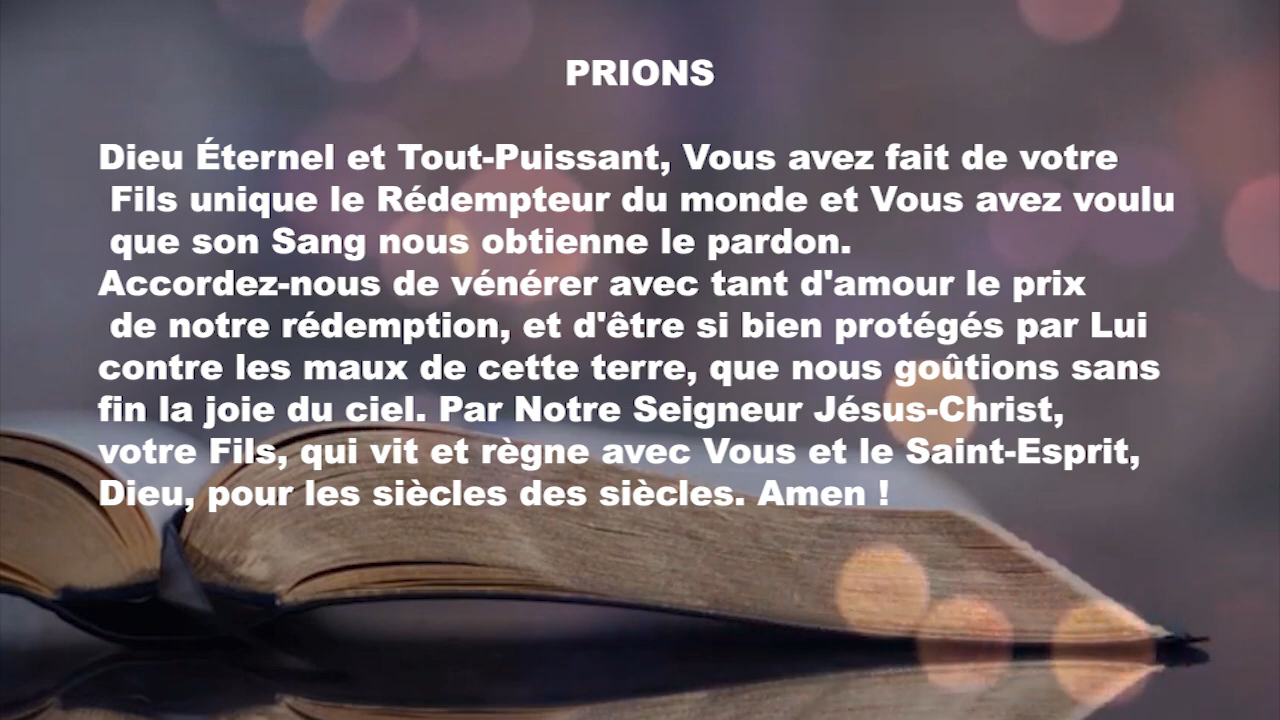 PRIONS
Dieu Éternel et Tout-Puissant, Vous avez fait de votre
Fils unique le Rédempteur du monde et Vous avez voulu
que son Sang nous obtienne le pardon.
Accordez-nous de vénérer avec tant d'amour le prix
de notre rédemption, et d'être si bien protégés par Lui
contre les maux de cette terre, que nous goûtions sans
fin la joie du ciel. Par Notre Seigneur Jésus-Christ,
votre Fils, qui vit et règne avec Vous et le Saint-Esprit,
Dieu, pour les siècles des siècles. Amen !